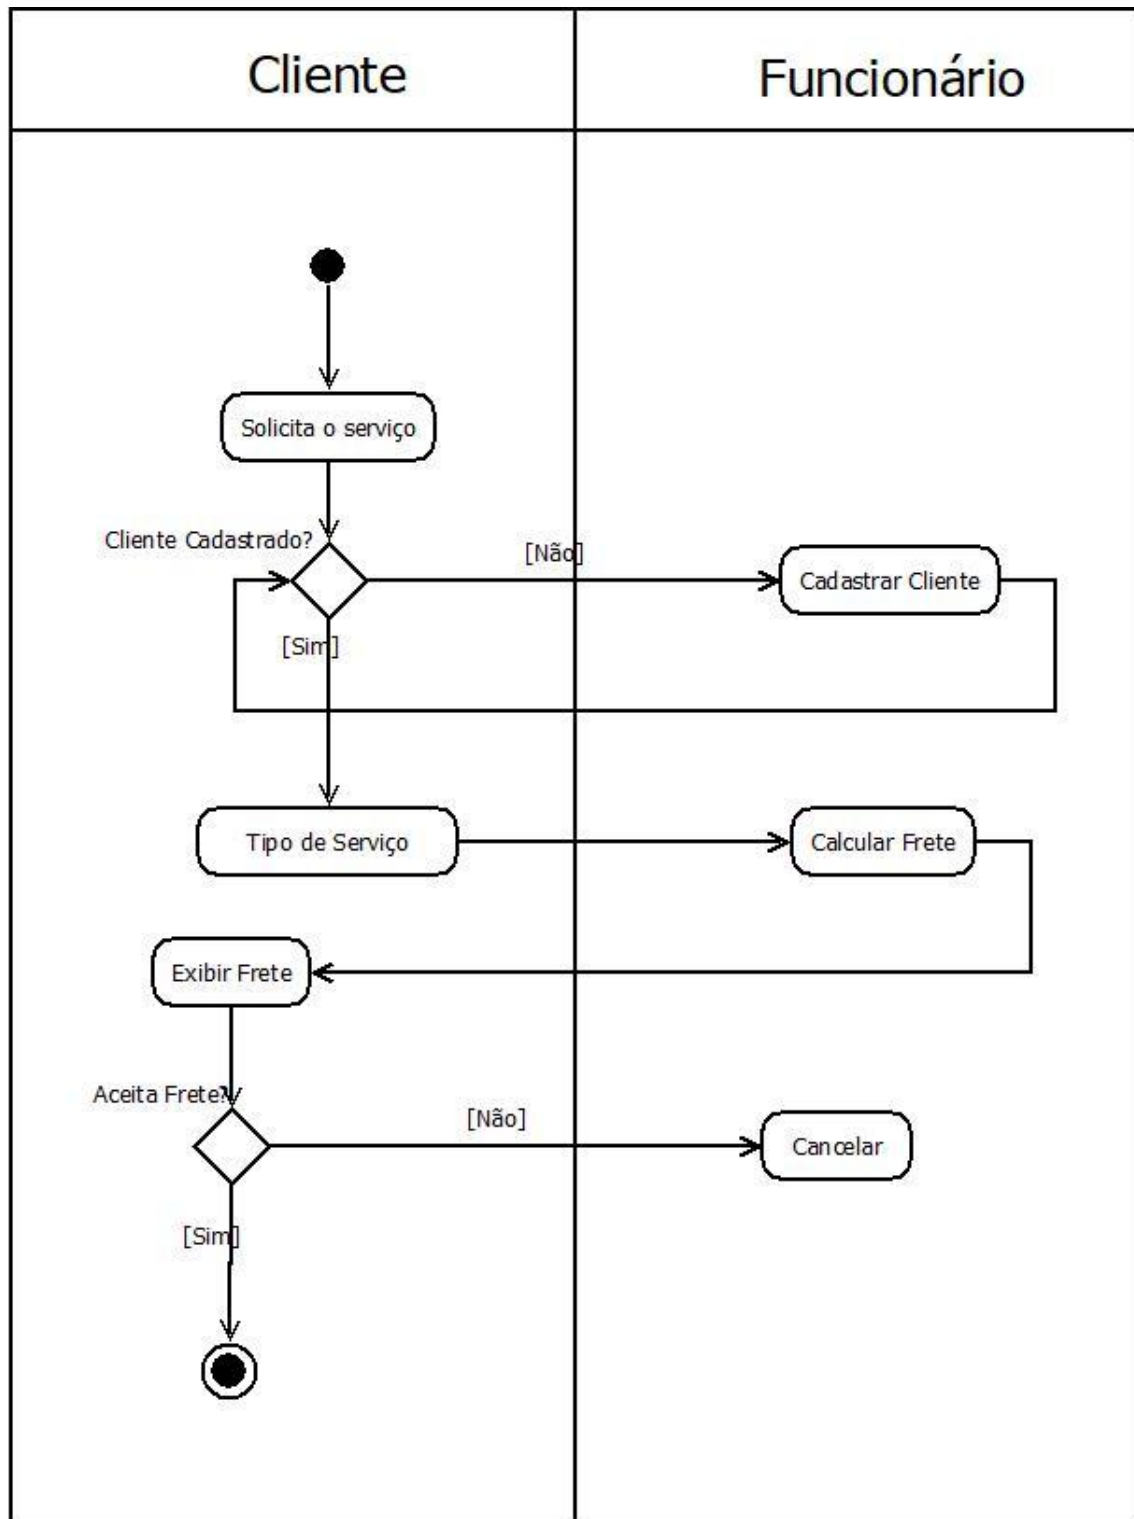 Cliente
Funcionário
Solicita o serviço
Cliente Cadastrado?
[Não]
Cadastrar Cliente
[Sim]
Tipo de Serviço
Calcular Frete
Exibir Frete
Aceita Frete?
[Não]
Cancelar
[Sim]